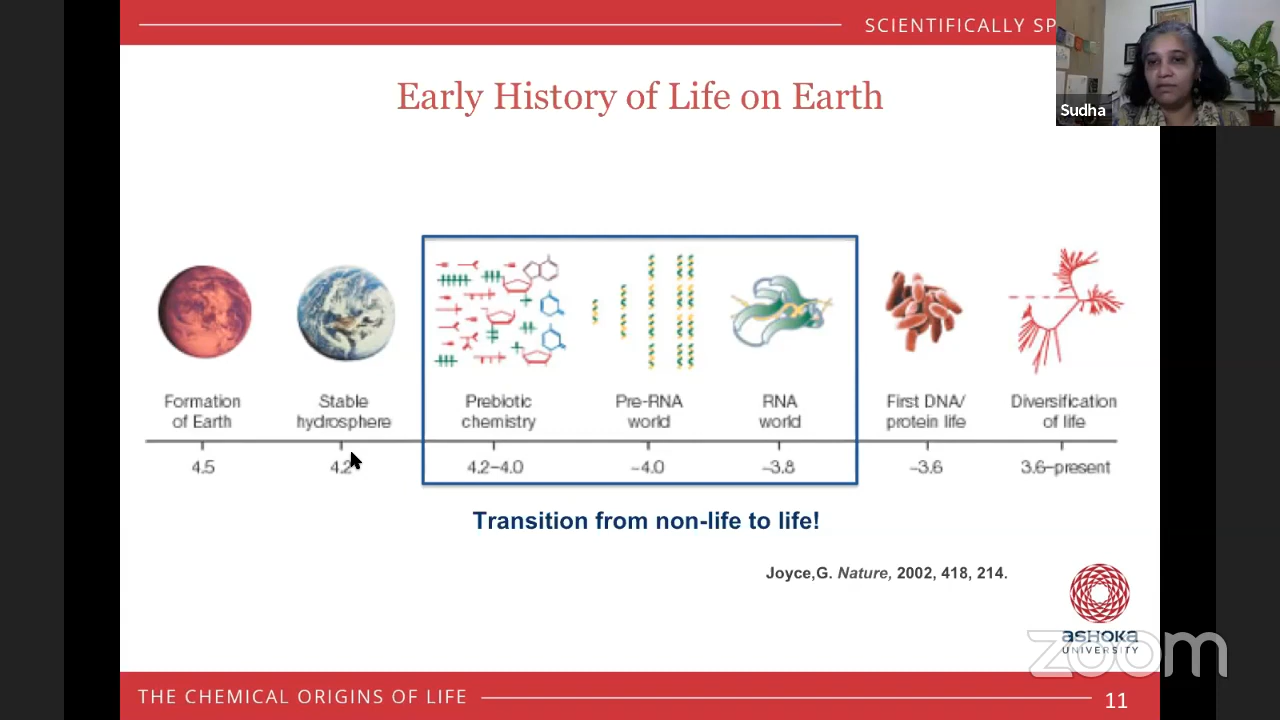 SCIENTIFICALLY SP
Sudha
Early History of Life on Earth
Formation
of Earth
Stable
hydrosphere
Prebiotic
chemistry
Pre-RNA
world
RNA
world
First DNA/
protein life
Diversification
of life
4.5
4.2
4.2–4.0
~4.0
~3.8
~3.6
3.6–present
Transition from non-life to life!
Joyce,G. Nature, 2002, 418, 214.
ASHOKA
UNIVERSITY
zoom
THE CHEMICAL ORIGINS OF LIFE
11